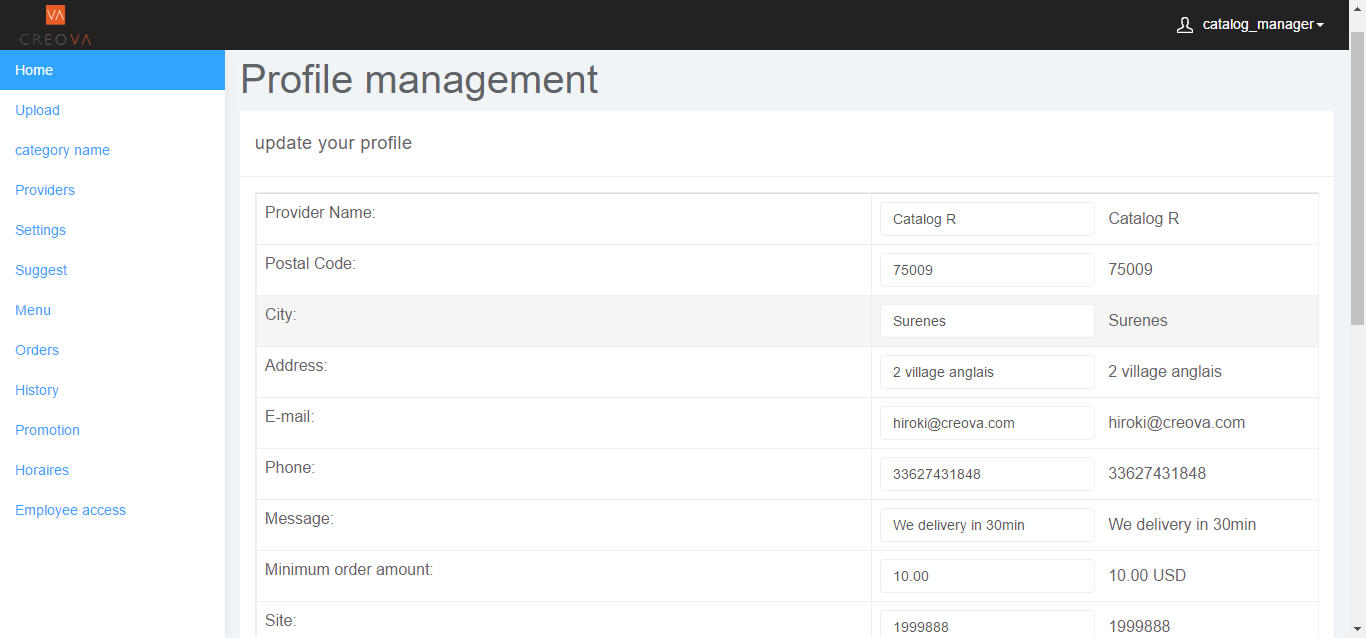 VA
CREOVA
catalog_manager
Home
Upload
category name
Providers
Settings
Suggest
Menu
Orders
History
Promotion
Horaires
Employee access
Profile management
update your profile
Provider Name: Catalog R Catalog R
Postal Code: 75009 75009
City: Surenes Surenes
Address: 2 village anglais 2 village anglais
E-mail: hiroki@creova.com hiroki@creova.com
Phone: 33627431848 33627431848
Message: We delivery in 30min We delivery in 30min
Minimum order amount: 10.00 10.00 USD
Site: 1999888 1999888